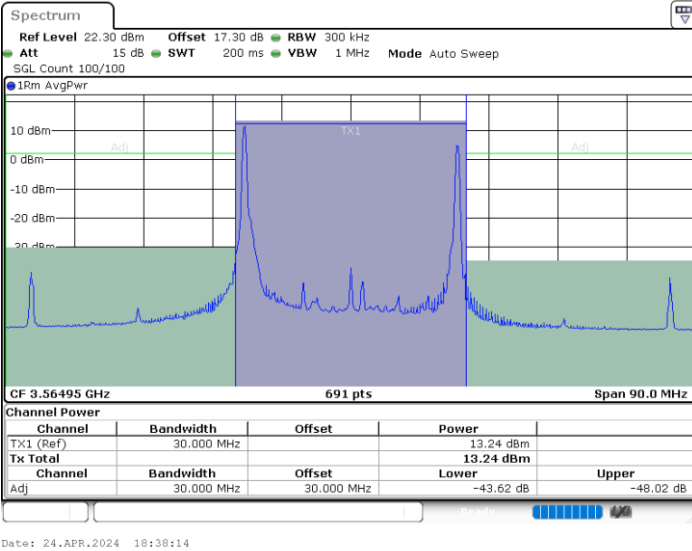 Spectrum
Ref Level 22.30 dBm Offset 17.30 dB RBW 300 kHz
Att 15 dB SWT 200 ms VBW 1 MHz Mode Auto Sweep
SGL Count 100/100
1Rm AvgPwr
10 dBm
TX1
Adj
Adj
0 dBm
-10 dBm
-20 dBm
-30 dBm
CF 3.56495 GHz 691 pts Span 90.0 MHz
Channel Power
Channel Bandwidth Offset Power
TX1 (Ref) 30.000 MHz 13.24 dBm
Tx Total 13.24 dBm
Channel Bandwidth Offset Lower Upper
Adj 30.000 MHz 30.000 MHz -43.62 dB -48.02 dB
Ready
Date: 24.APR.2024 18:38:14